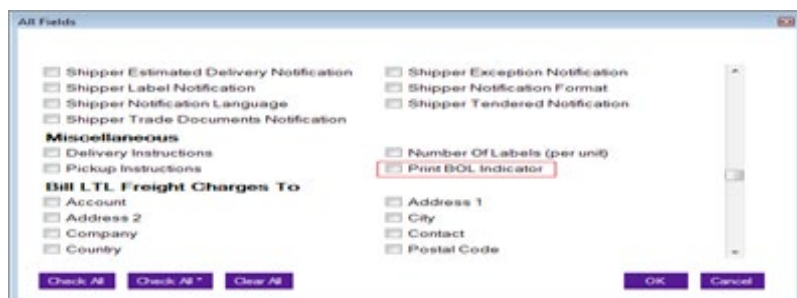 All Fields
Shipper Estimated Delivery Notification Shipper Exception Notification
Shipper Label Notification Shipper Notification Format
Shipper Notification Language Shipper Tendered Notification
Shipper Trade Documents Notification
Miscellaneous
Delivery Instructions Number Of Labels (per unit)
Pickup Instructions Print BOL Indicator
Bill LTL Freight Charges To
Account Address 1
Address 2 City
Company Contact
Country Postal Code
Check All Check All * Clear All OK Cancel